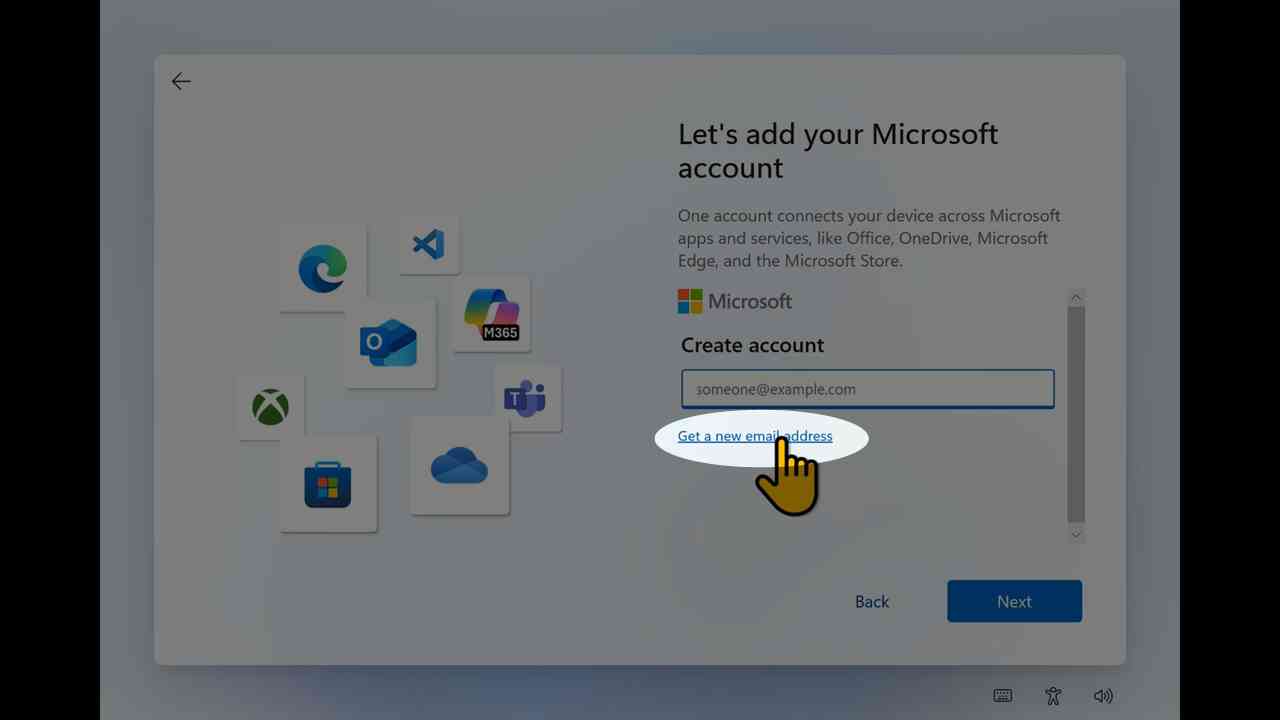 Let's add your Microsoft
account
One account connects your device across Microsoft
apps and services, like Office, OneDrive, Microsoft
Edge, and the Microsoft Store.
Microsoft
Create account
someone@example.com
Get a new email address
M365
Back
Next